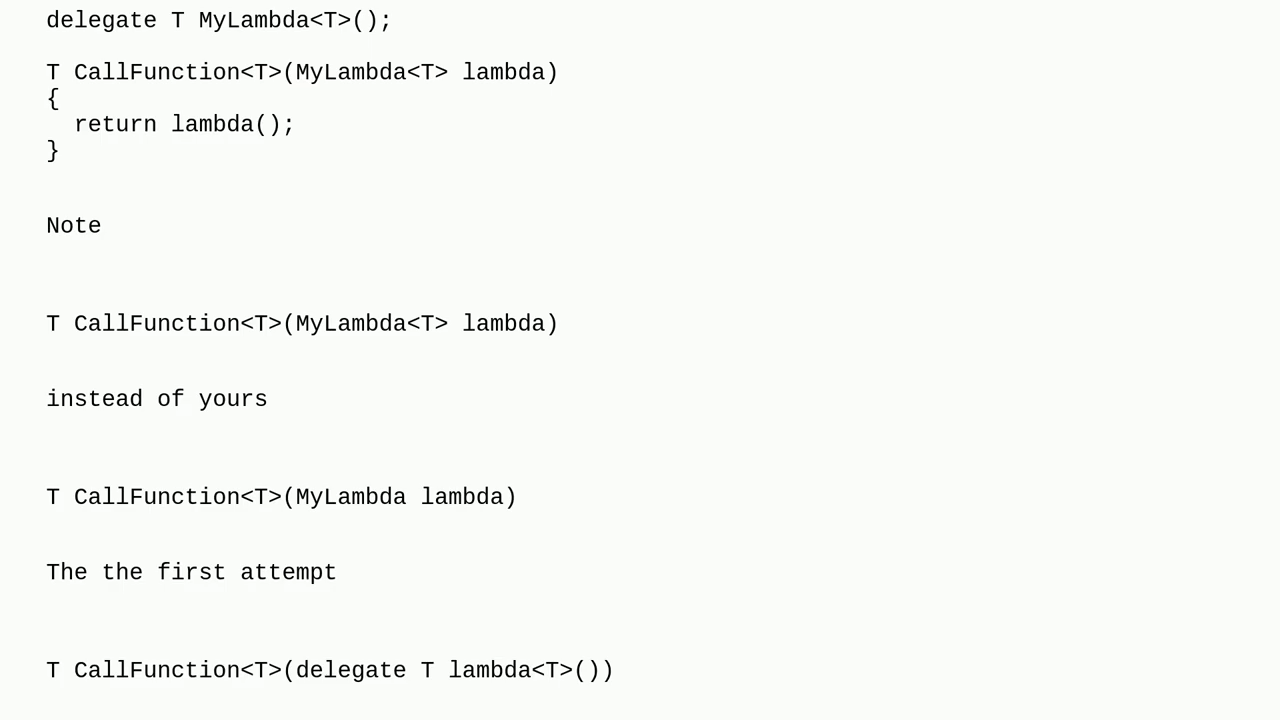 delegate T MyLambda<T>();
T CallFunction<T>(MyLambda<T> lambda)
{
  return lambda();
}
Note
T CallFunction<T>(MyLambda<T> lambda)
instead of yours
T CallFunction<T>(MyLambda lambda)
The the first attempt
T CallFunction<T>(delegate T lambda<T>())